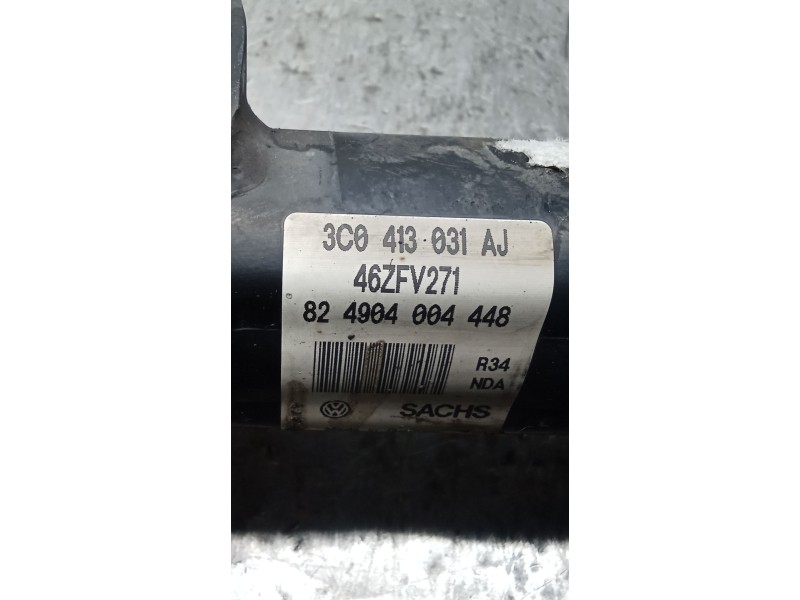 3C0 413 031 AJ
46ZFV271
82 4904 004 448
R34
NDA
SACHS